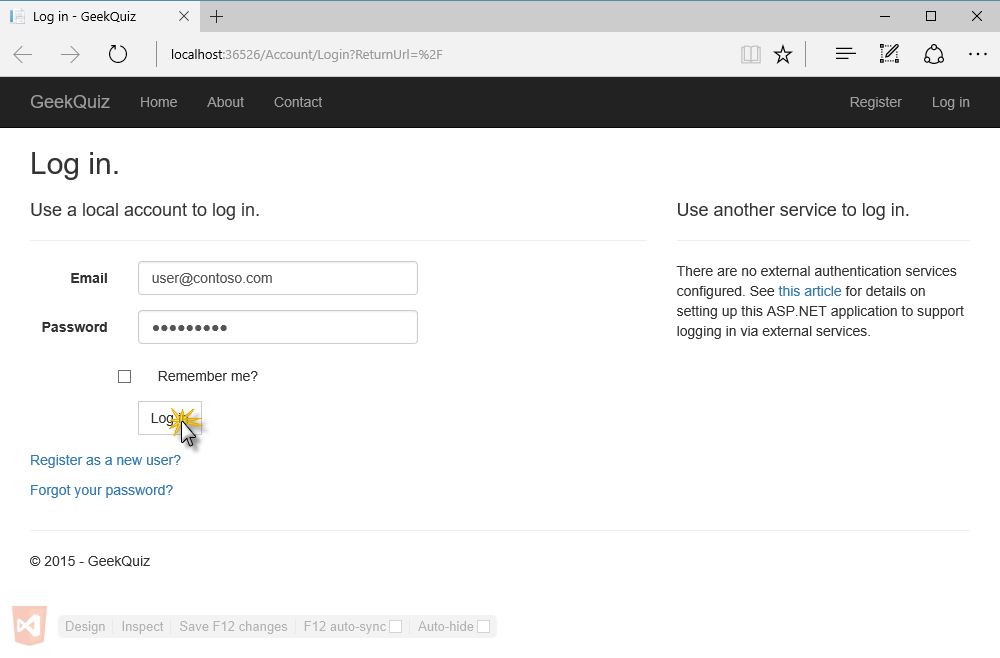 Log in - GeekQuiz
localhost:36526/Account/Login?ReturnUrl=%2F
GeekQuiz Home About Contact Register Log in
Log in.
Use a local account to log in.
Use another service to log in.
Email user@contoso.com
Password
Remember me?
Log in
Register as a new user?
Forgot your password?
There are no external authentication services
configured. See this article for details on
setting up this ASP.NET application to support
logging in via external services.
© 2015 - GeekQuiz
Design Inspect Save F12 changes F12 auto-sync Auto-hide